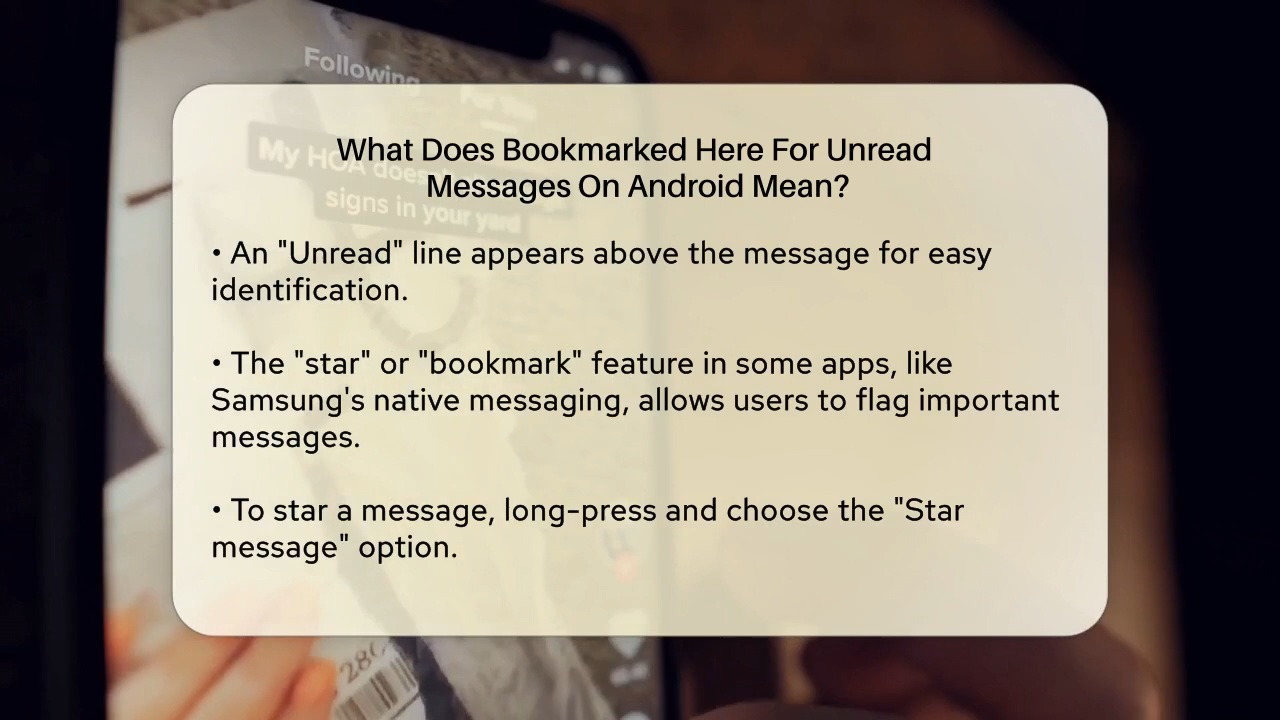 Following
What Does Bookmarked Here For Unread
Messages On Android Mean?
My HOA
signs in your yard
• An "Unread" line appears above the message for easy
identification.
• The "star" or "bookmark" feature in some apps, like
Samsung's native messaging, allows users to flag important
messages.
• To star a message, long-press and choose the "Star
message" option.